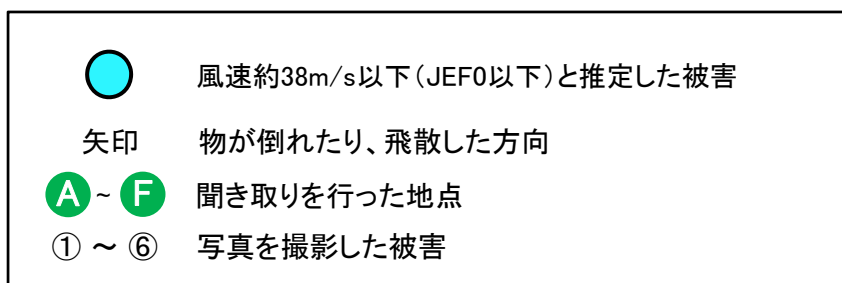 風速約38m/s以下(JEF0以下)と推定した被害
矢印 物が倒れたり、飛散した方向
A ~ F 聞き取りを行った地点
① ～ ⑥ 写真を撮影した被害